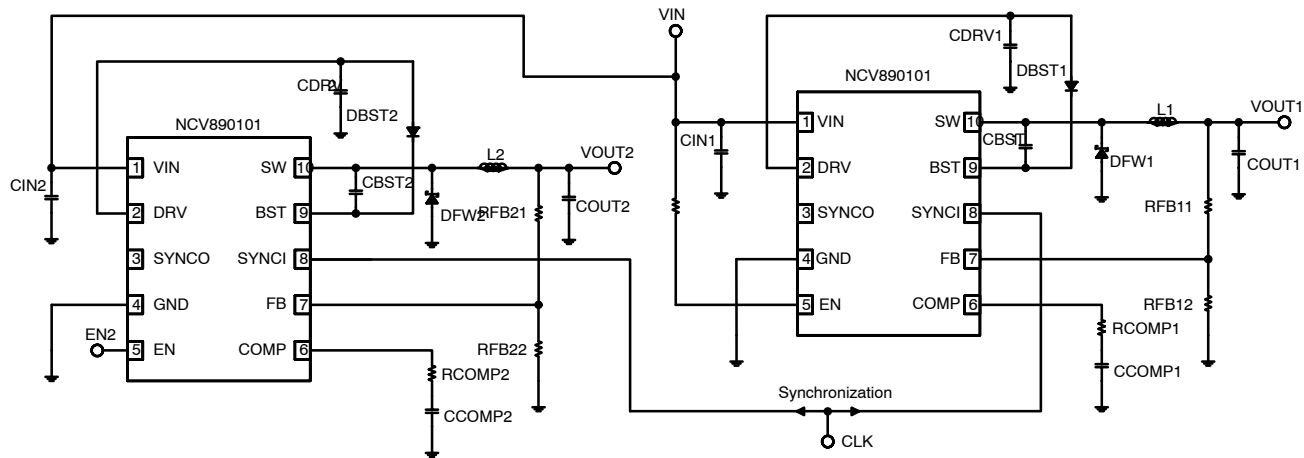 VIN
CDRV1
DBST1
NCV890101
L1
VOUT1
1 VIN
SW 10
CIN1
CBST1
DFW1
COUT1
2 DRV
BST 9
3 SYNCO
SYNCI 8
RFB11
4 GND
FB 7
5 EN
COMP 6
RFB12
RCOMP1
CCOMP1
CDRV2
DBST2
NCV890101
L2
VOUT2
1 VIN
SW 10
CIN2
CBST2
DFW2
COUT2
2 DRV
BST 9
RFB21
3 SYNCO
SYNCI 8
4 GND
FB 7
EN2
5 EN
COMP 6
RFB22
RCOMP2
CCOMP2
Synchronization
CLK